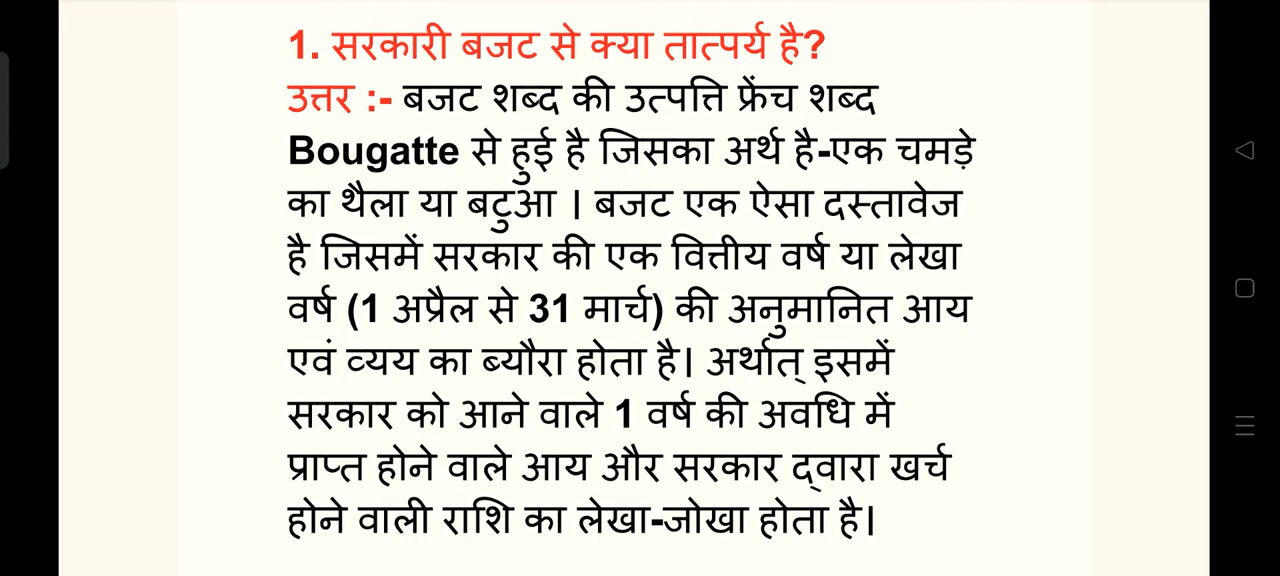 1. सरकारी बजट से क्या तात्पर्य है?
उत्तर :- बजट शब्द की उत्पत्ति फ्रेंच शब्द
Bougatte से हुई है जिसका अर्थ है-एक चमड़े
का थैला या बटुआ । बजट एक ऐसा दस्तावेज
है जिसमें सरकार की एक वित्तीय वर्ष या लेखा
वर्ष (1 अप्रैल से 31 मार्च) की अनुमानित आय
एवं व्यय का ब्यौरा होता है। अर्थात् इसमें
सरकार को आने वाले 1 वर्ष की अवधि में
प्राप्त होने वाले आय और सरकार द्वारा खर्च
होने वाली राशि का लेखा-जोखा होता है।